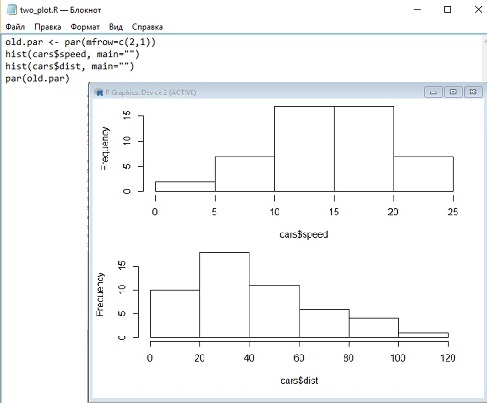 two_plot.R — Блокнот
Файл Правка Формат Вид Справка
old.par <- par(mfrow=c(2,1))
hist(cars$speed, main="")
hist(cars$dist, main="")
par(old.par)
R Graphics: Device 2 (ACTIVE)
Frequency
15
10
5
0
0 5 10 15 20 25
cars$speed
Frequency
15
10
5
0
0 20 40 60 80 100 120
cars$dist